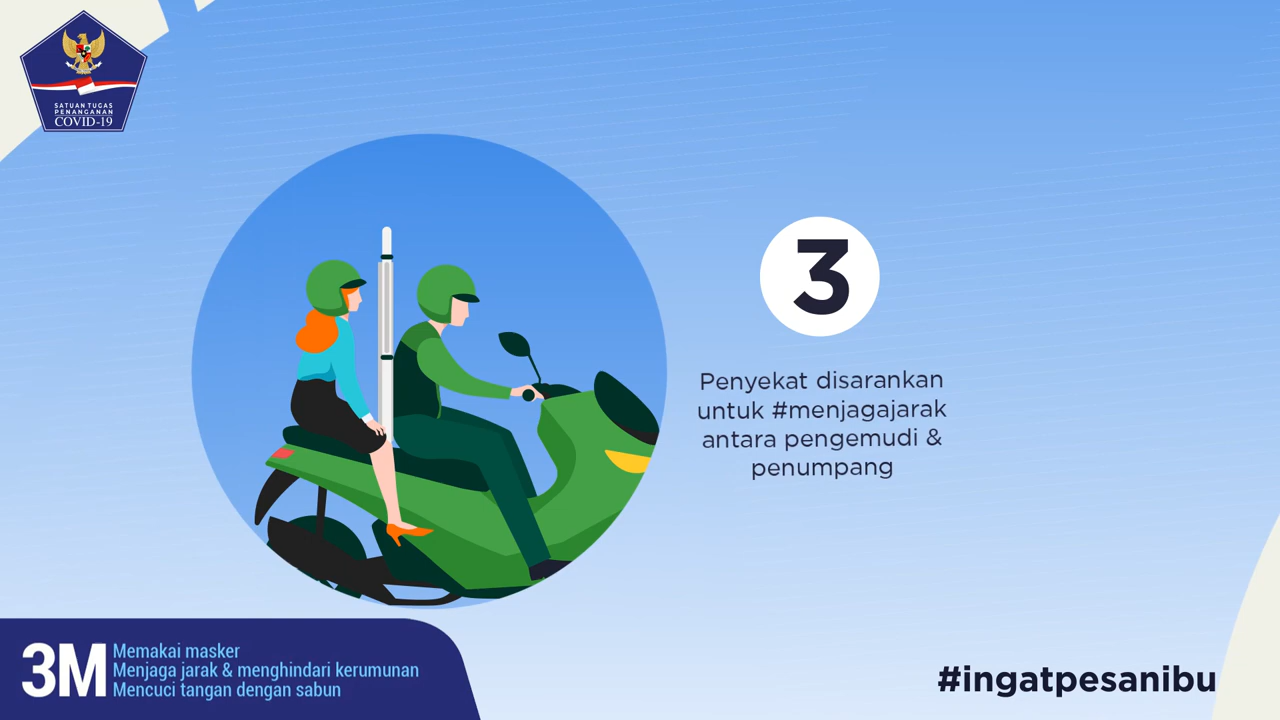 SATUAN TUGAS
PENANGANAN
COVID-19
3
Penyekat disarankan
untuk #menjagajarak
antara pengemudi &
penumpang
3M
Memakai masker
Menjaga jarak & menghindari kerumunan
Mencuci tangan dengan sabun
#ingatpesanibu